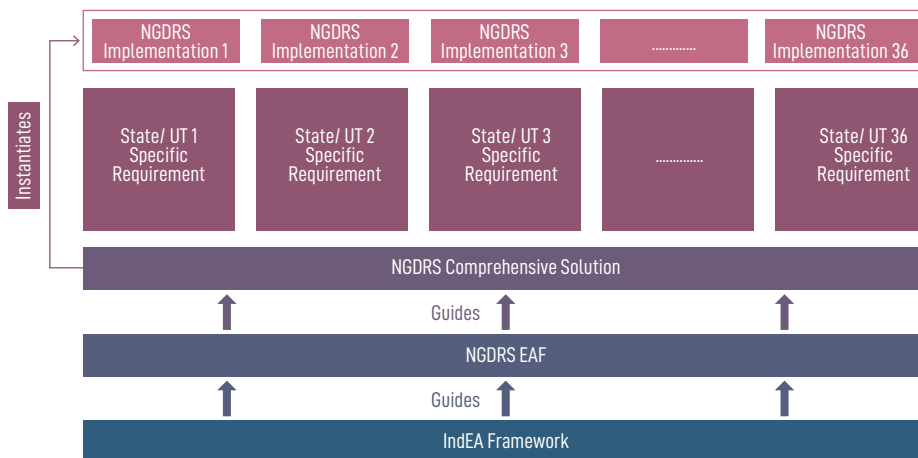 NGDRS
Implementation 1
NGDRS
Implementation 2
NGDRS
Implementation 3
.............
NGDRS
Implementation 36
Instantiates
State/ UT 1
Specific
Requirement
State/ UT 2
Specific
Requirement
State/ UT 3
Specific
Requirement
..............
State/ UT 36
Specific
Requirement
NGDRS Comprehensive Solution
Guides
NGDRS EAF
Guides
IndEA Framework